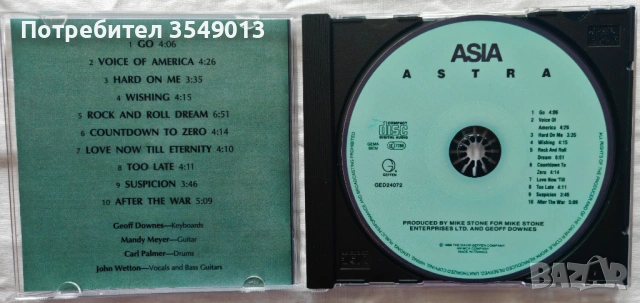 Потребител 3549013
1 GO 4:06
2 VOICE OF AMERICA 4:26
3 HARD ON ME 3:35
4 WISHING 4:15
5 ROCK AND ROLL DREAM 6:51
6 COUNTDOWN TO ZERO 4:14
7 LOVE NOW TILL ETERNITY 4:10
8 TOO LATE 4:11
9 SUSPICION 3:46
10 AFTER THE WAR 5:09
Geoff Downes—Keyboards
Mandy Meyer—Guitar
Carl Palmer—Drums
John Wetton—Vocals and Bass Guitars
ASIA
ASTRA
COMPACT
DISC
DIGITAL AUDIO
GEFFEN
GED24072
1 Go 4:06
2 Voice Of
America 4:26
3 Hard On Me 3:35
4 Wishing 4:15
5 Rock And Roll
Dream 6:51
6 Countdown To
Zero 4:14
7 Love Now Till
8 Too Late 4:11
9 Suspicion 3:46
10 After The War 5:09
PRODUCED BY MIKE STONE FOR MIKE STONE
ENTERPRISES LTD. AND GEOFF DOWNES
BAZAR